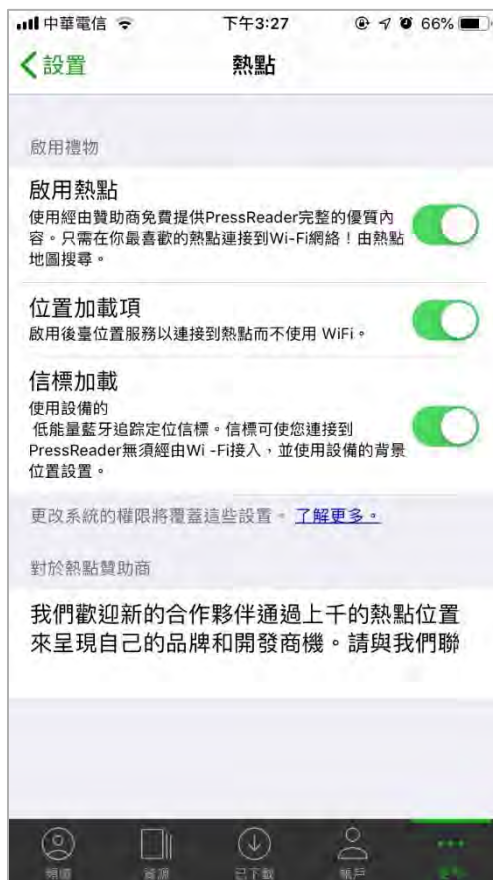 中華電信 下午3:27 66%
設置 熱點
啟用禮物
啟用熱點
使用經由贊助商免費提供PressReader完整的優質內
容。只需在你最喜歡的熱點連接到Wi-Fi網絡！由熱點
地圖搜尋。
位置加載項
啟用後臺位置服務以連接到熱點而不使用 WiFi。
信標加載
使用設備的
低能量藍牙追踪定位信標。信標可使您連接到
PressReader無須經由Wi -Fi接入，並使用設備的背景
位置設置。
更改系統的權限將覆蓋這些設置。 了解更多。
對於熱點贊助商
我們歡迎新的合作夥伴通過上千的熱點位置
來呈現自己的品牌和開發商機。請與我們聯
頻道 資源 已下載 帳戶